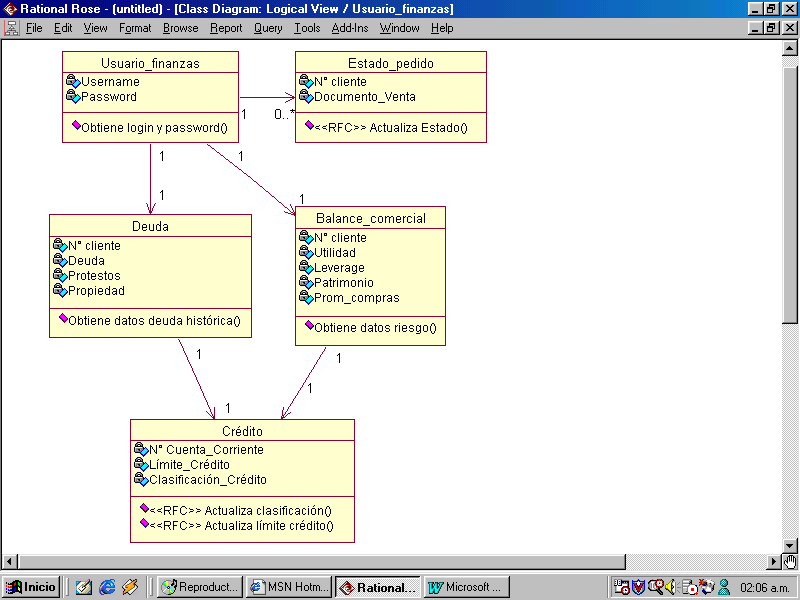 Rational Rose - (untitled) - [Class Diagram: Logical View / Usuario_finanzas]
File Edit View Format Browse Report Query Tools Add-Ins Window Help
Usuario_finanzas
Username
Password
Obtiene login y password()
Estado_pedido
N° cliente
Documento_Venta
<<RFC>> Actualiza Estado()
1
0..*
1
1
1
1
Deuda
N° cliente
Deuda
Protestos
Propiedad
Obtiene datos deuda histórica()
Balance_comercial
N° cliente
Utilidad
Leverage
Patrimonio
Prom_compras
Obtiene datos riesgo()
1
1
1
1
Crédito
N° Cuenta_Corriente
Límite_Crédito
Clasificación_Crédito
<<RFC>> Actualiza clasificación()
<<RFC>> Actualiza límite crédito()
Inicio
Reproduct...
MSN Hotm...
Rational...
Microsoft ...
02:06 a.m.